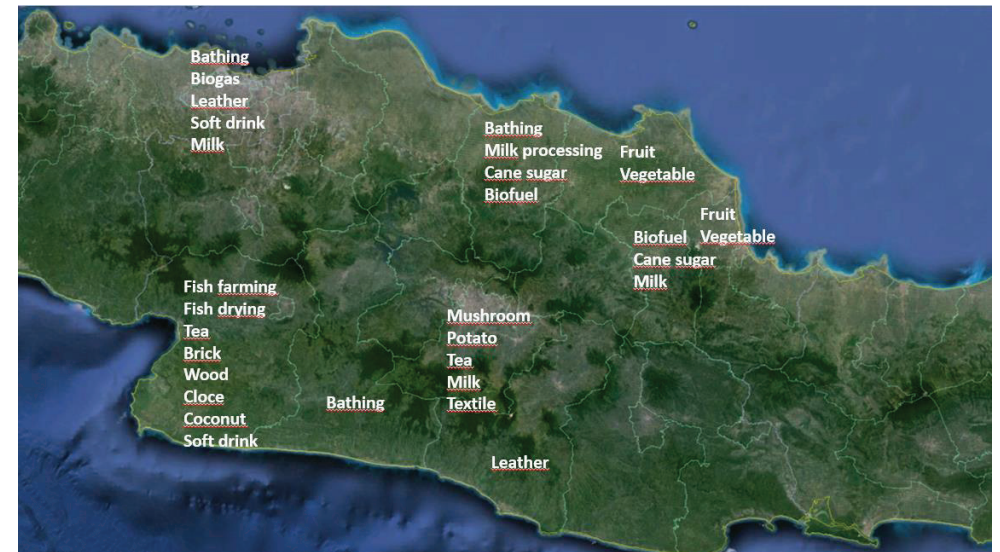 Bathing
Biogas
Leather
Soft drink
Milk
Bathing
Milk processing
Cane sugar
Biofuel
Fruit
Vegetable
Fruit
Vegetable
Biofuel
Cane sugar
Milk
Fish farming
Fish drying
Tea
Brick
Wood
Cloce
Coconut
Soft drink
Bathing
Mushroom
Potato
Tea
Milk
Textile
Leather